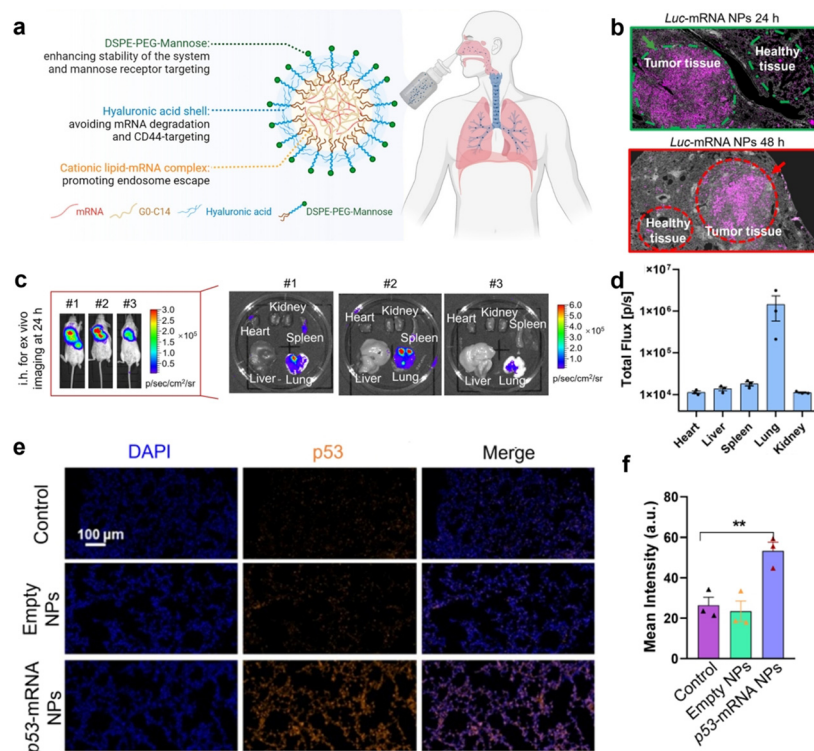 a
DSPE-PEG-Mannose:
enhancing stability of the system
and mannose receptor targeting
Hyaluronic acid shell:
avoiding mRNA degradation
and CD44-targeting
Cationic lipid-mRNA complex:
promoting endosome escape
mRNA G0-C14 Hyaluronic acid DSPE-PEG-Mannose
b
Luc-mRNA NPs 24 h
Tumor tissue
Healthy
tissue
Luc-mRNA NPs 48 h
Healthy
tissue
Tumor tissue
c
i.h. for ex vivo
imaging at 24 h
#1 #2 #3
3.0
2.5
2.0
1.5
1.0
0.5
×10⁵
p/sec/cm²/sr
#1
Kidney
Heart
Spleen
Liver
Lung
#2
Kidney
Heart
Spleen
Liver
Lung
#3
Kidney
Heart
Spleen
Liver
Lung
6.0
5.0
4.0
3.0
2.0
1.0
×10⁵
p/sec/cm²/sr
d
Total Flux [p/s]
1×10⁷
1×10⁶
1×10⁵
1×10⁴
Heart
Liver
Spleen
Lung
Kidney
e
DAPI
p53
Merge
Control
100 µm
Empty
NPs
p53-mRNA
NPs
f
Mean Intensity (a.u.)
80
60
40
20
0
**
Control
Empty NPs
p53-mRNA NPs